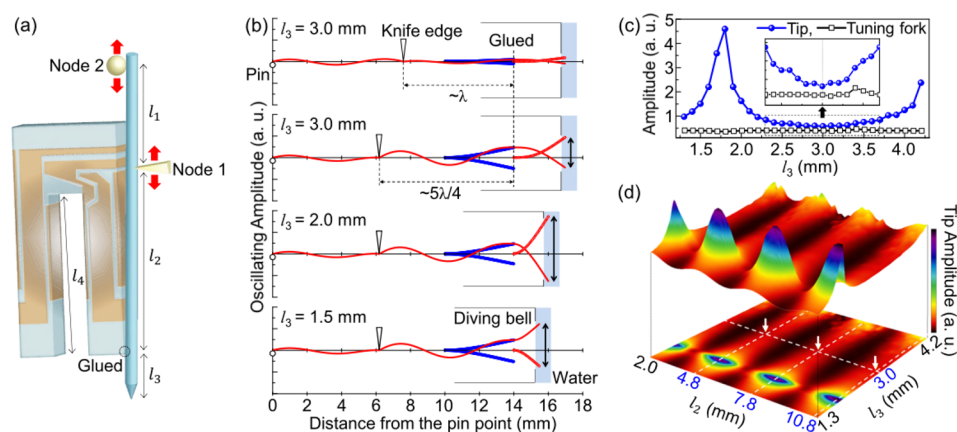 (a)
Node 2
l1
Node 1
l4
l2
Glued
l3
(b)
l3 = 3.0 mm
Knife edge
Glued
Pin
~λ
l3 = 3.0 mm
~5λ/4
l3 = 2.0 mm
l3 = 1.5 mm
Diving bell
Water
Oscillating Amplitude (a. u.)
0 2 4 6 8 10 12 14 16 18
Distance from the pin point (mm)
(c)
Tip, Tuning fork
Amplitude (a. u.)
5
4
3
2
1
1.5 2.0 2.5 3.0 3.5 4.0
l3 (mm)
(d)
Tip Amplitude (a. u.)
2.0
4.8
7.8
10.8
l2 (mm)
1.3
3.0
4.2
l3 (mm)